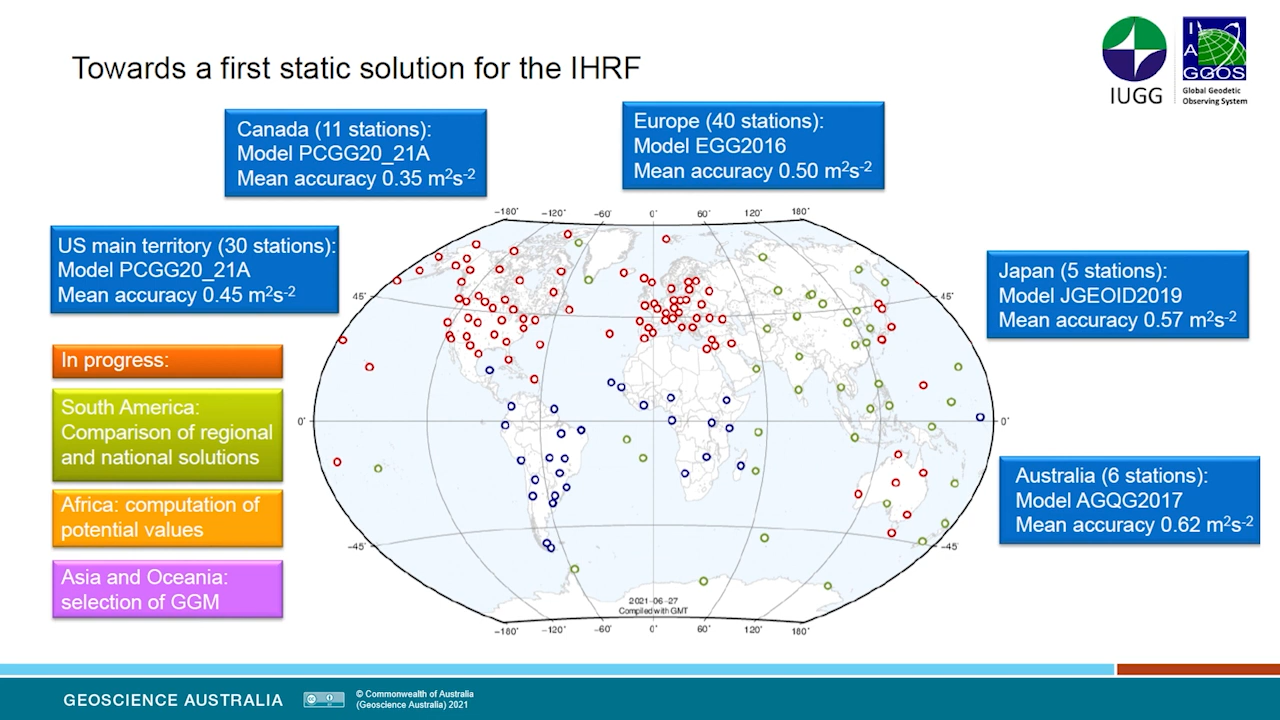 Towards a first static solution for the IHRF
IUGG
I
A
G
GGOS
Global Geodetic
Observing System
Canada (11 stations):
Model PCGG20_21A
Mean accuracy 0.35 m²s⁻²
Europe (40 stations):
Model EGG2016
Mean accuracy 0.50 m²s⁻²
US main territory (30 stations):
Model PCGG20_21A
Mean accuracy 0.45 m²s⁻²
Japan (5 stations):
Model JGEOID2019
Mean accuracy 0.57 m²s⁻²
Australia (6 stations):
Model AGQG2017
Mean accuracy 0.62 m²s⁻²
In progress:
South America:
Comparison of regional
and national solutions
Africa: computation of
potential values
Asia and Oceania:
selection of GGM
−180° −120° −60° 0° 60° 120° 180°
45° 45°
0° 0°
−45° −45°
2021−06−27
Compiled with GMT
−180° −120° −60° 0° 60° 120° 180°
GEOSCIENCE AUSTRALIA
© Commonwealth of Australia
(Geoscience Australia) 2021